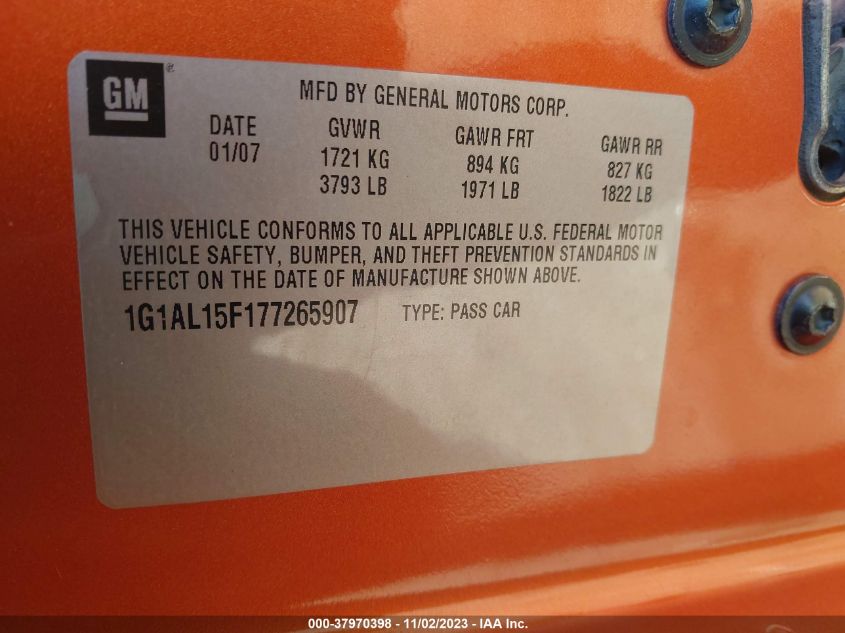 GM®
MFD BY GENERAL MOTORS CORP.
DATE GVWR GAWR FRT GAWR RR
01/07 1721 KG 894 KG 827 KG
3793 LB 1971 LB 1822 LB
THIS VEHICLE CONFORMS TO ALL APPLICABLE U.S. FEDERAL MOTOR
VEHICLE SAFETY, BUMPER, AND THEFT PREVENTION STANDARDS IN
EFFECT ON THE DATE OF MANUFACTURE SHOWN ABOVE.
1G1AL15F177265907 TYPE: PASS CAR
000-37970398 - 11/02/2023 - IAA Inc.